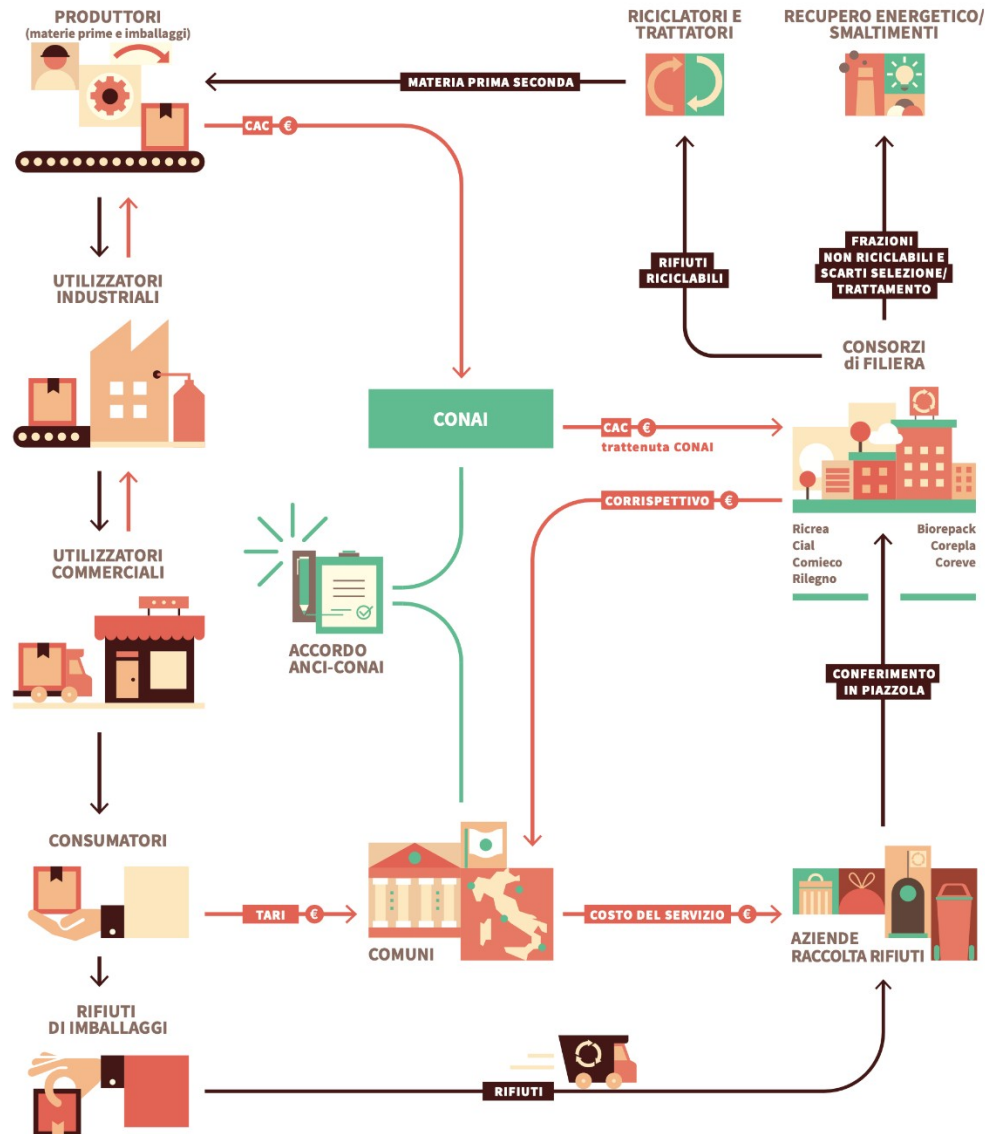 PRODUTTORI
(materie prime e imballaggi)
RICICLATORI E
TRATTATORI
RECUPERO ENERGETICO/
SMALTIMENTI
MATERIA PRIMA SECONDA
CAC €
FRAZIONI
NON RICICLABILI E
SCARTI SELEZIONE/
TRATTAMENTO
RIFIUTI
RICICLABILI
UTILIZZATORI
INDUSTRIALI
CONSORZI
di FILIERA
CONAI
CAC €
trattenuta CONAI
CORRISPETTIVO €
Ricrea
Cial
Comieco
Rilegno
Biorepack
Corepla
Coreve
UTILIZZATORI
COMMERCIALI
ACCORDO
ANCI-CONAI
CONFERIMENTO
IN PIAZZOLA
CONSUMATORI
TARI €
COMUNI
COSTO DEL SERVIZIO €
AZIENDE
RACCOLTA RIFIUTI
RIFIUTI
DI IMBALLAGGI
RIFIUTI